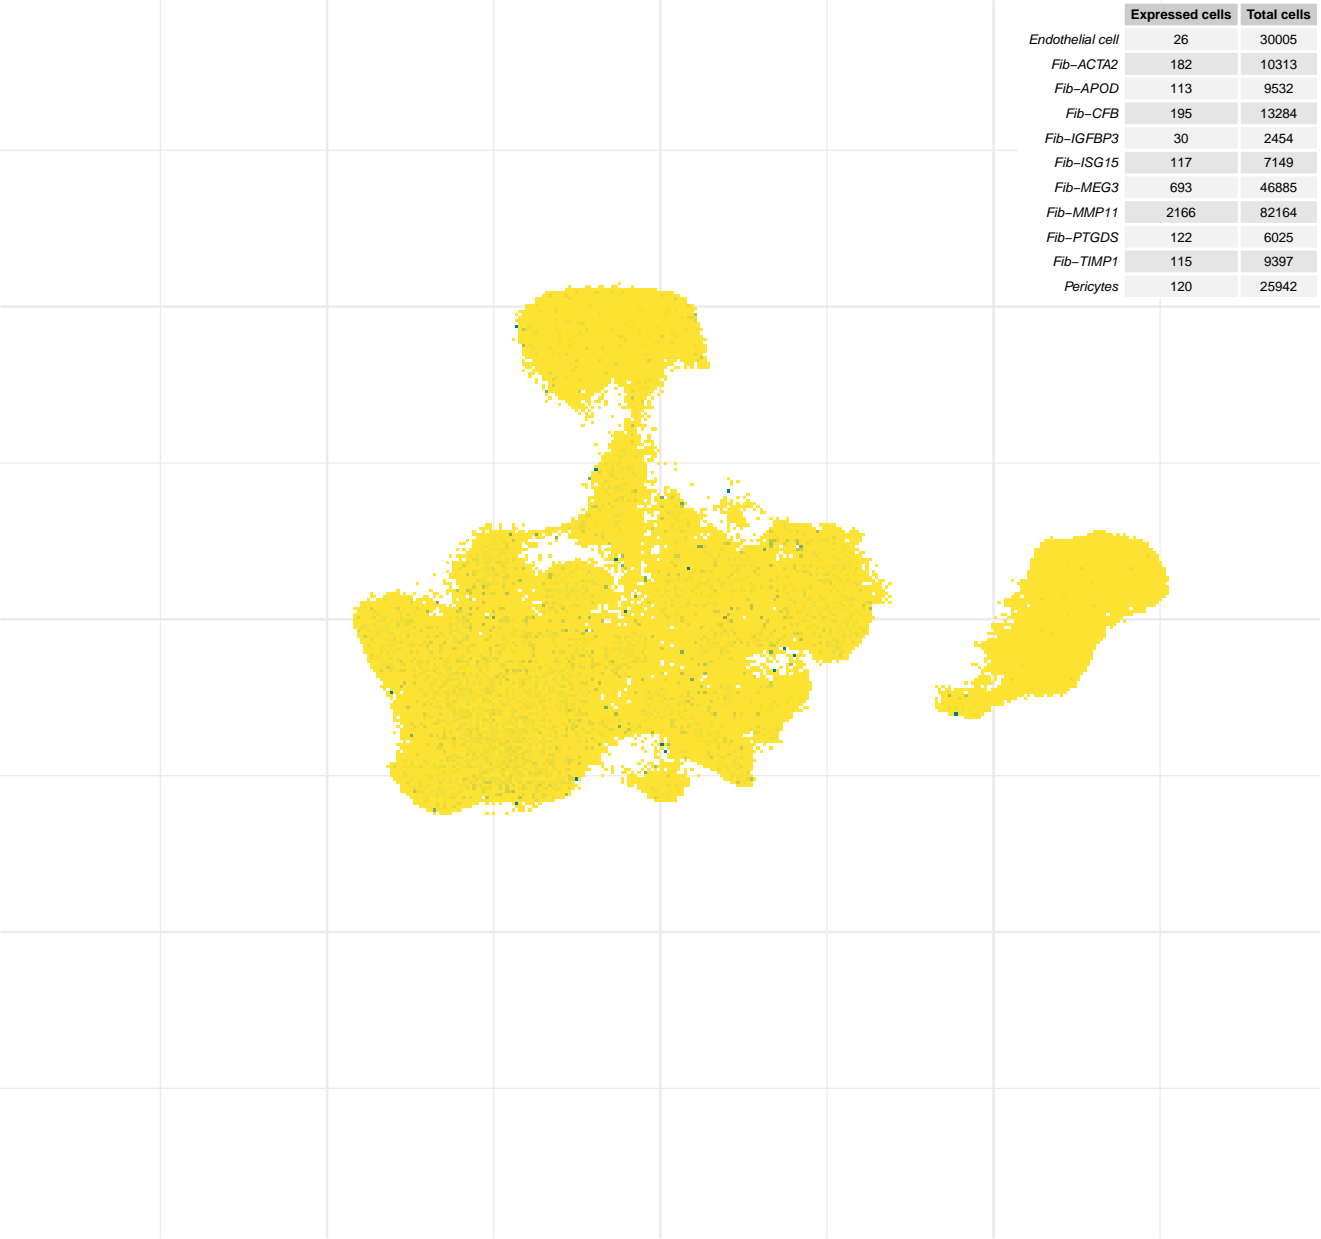 Expressed cells Total cells
Endothelial cell 26 30005
Fib−ACTA2 182 10313
Fib−APOD 113 9532
Fib−CFB 195 13284
Fib−IGFBP3 30 2454
Fib−ISG15 117 7149
Fib−MEG3 693 46885
Fib−MMP11 2166 82164
Fib−PTGDS 122 6025
Fib−TIMP1 115 9397
Pericytes 120 25942